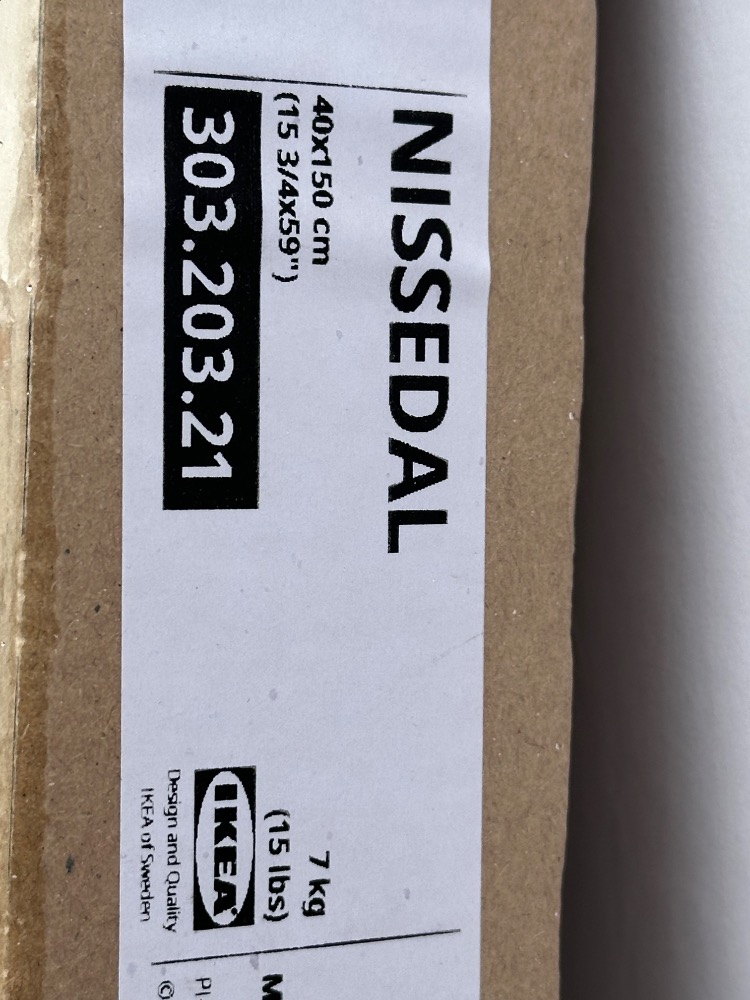 NISSEDAL
40x150 cm
(15 3/4x59")
303.203.21
7 kg
(15 lbs)
IKEA®
Design and Quality
IKEA of Sweden
©